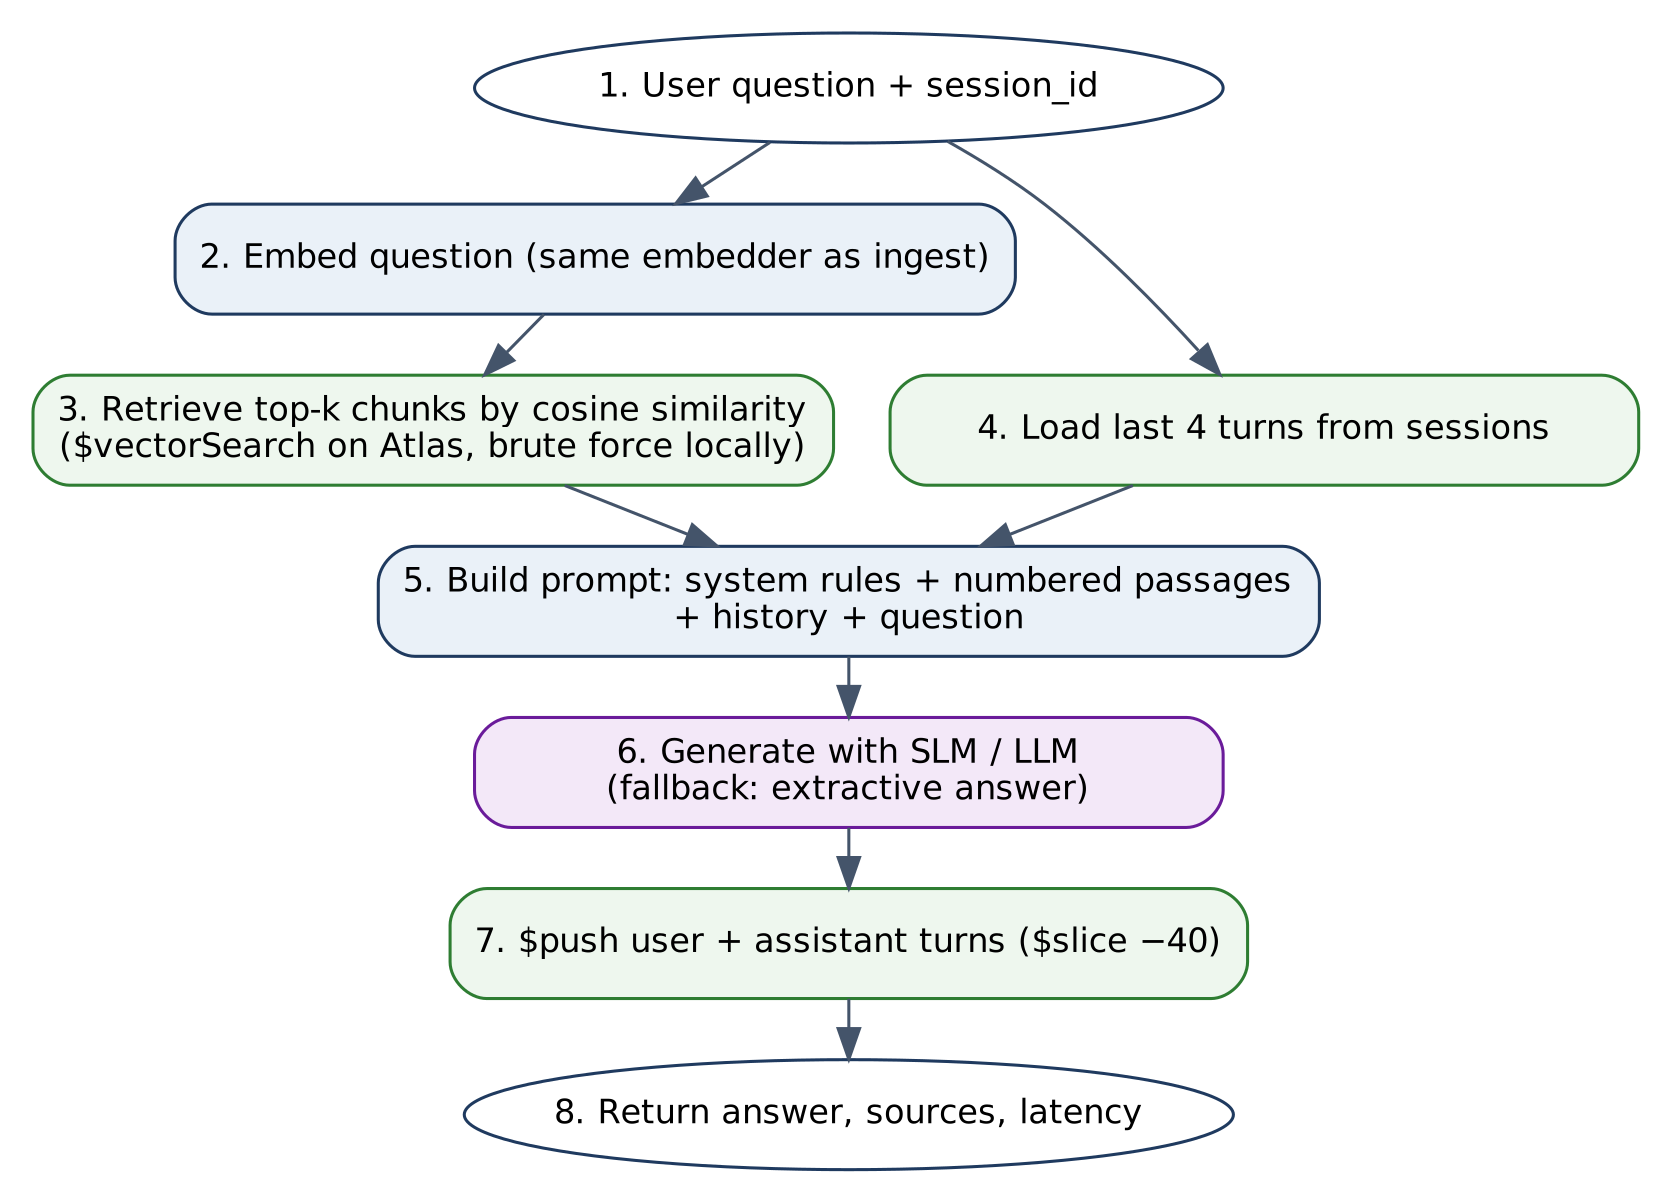 1. User question + session_id
2. Embed question (same embedder as ingest)
3. Retrieve top-k chunks by cosine similarity
($vectorSearch on Atlas, brute force locally)
4. Load last 4 turns from sessions
5. Build prompt: system rules + numbered passages
+ history + question
6. Generate with SLM / LLM
(fallback: extractive answer)
7. $push user + assistant turns ($slice −40)
8. Return answer, sources, latency